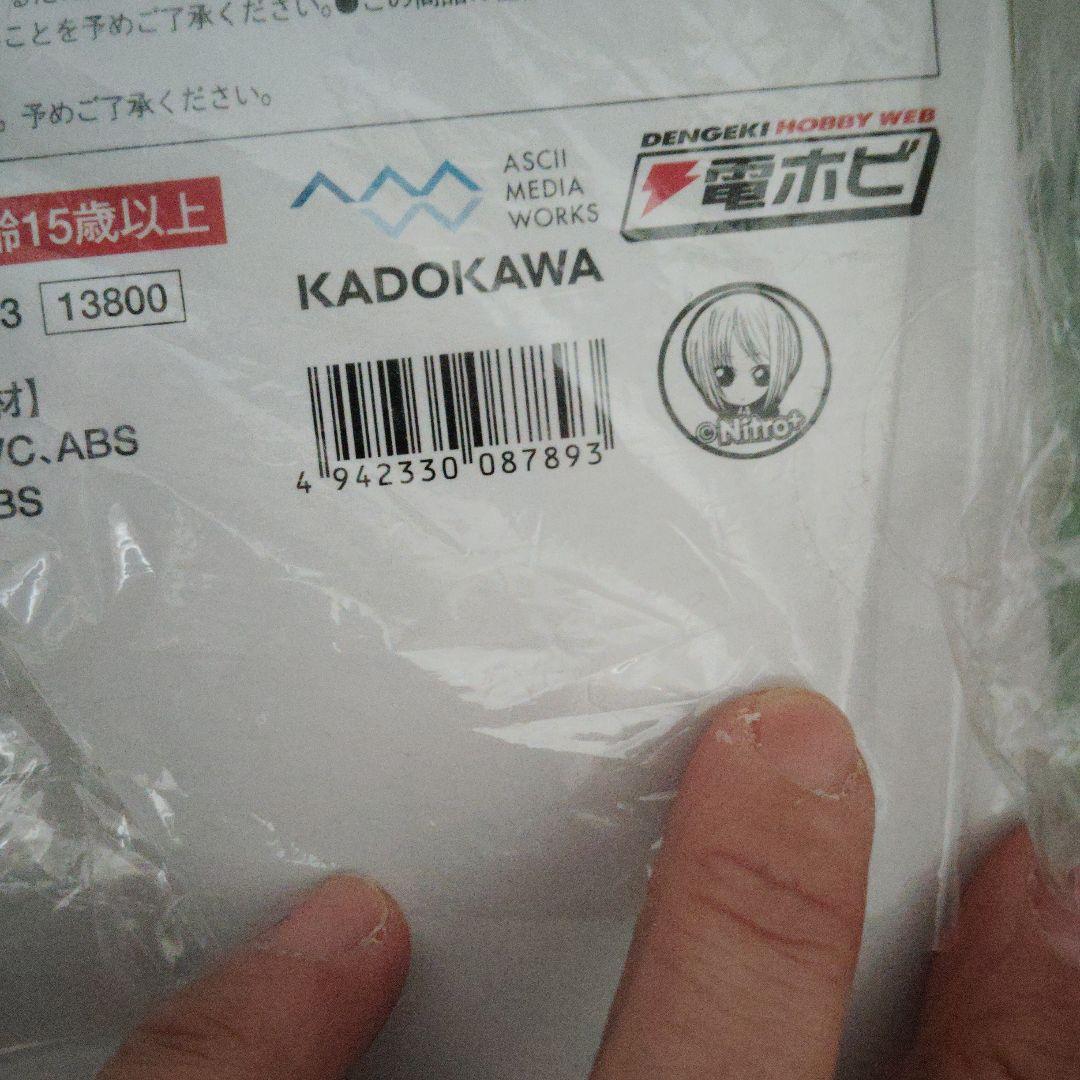 ことを予めご了承ください。●この商品
。予めご了承ください。
DENGEKI HOBBY WEB
電ホビ
ASCII
MEDIA
WORKS
齢15歳以上
KADOKAWA
3 13800
材】
VC、ABS
BS
4 942330 087893
©Nitro+